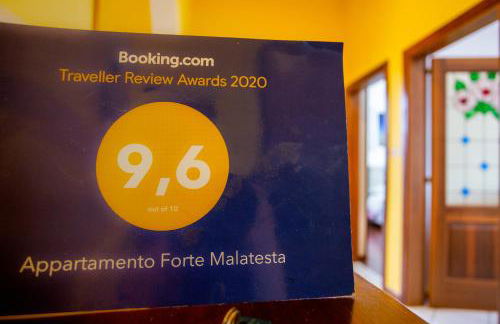 Booking.com
Traveller Review Awards 2020
9,6
out of 10
Appartamento Forte Malatesta